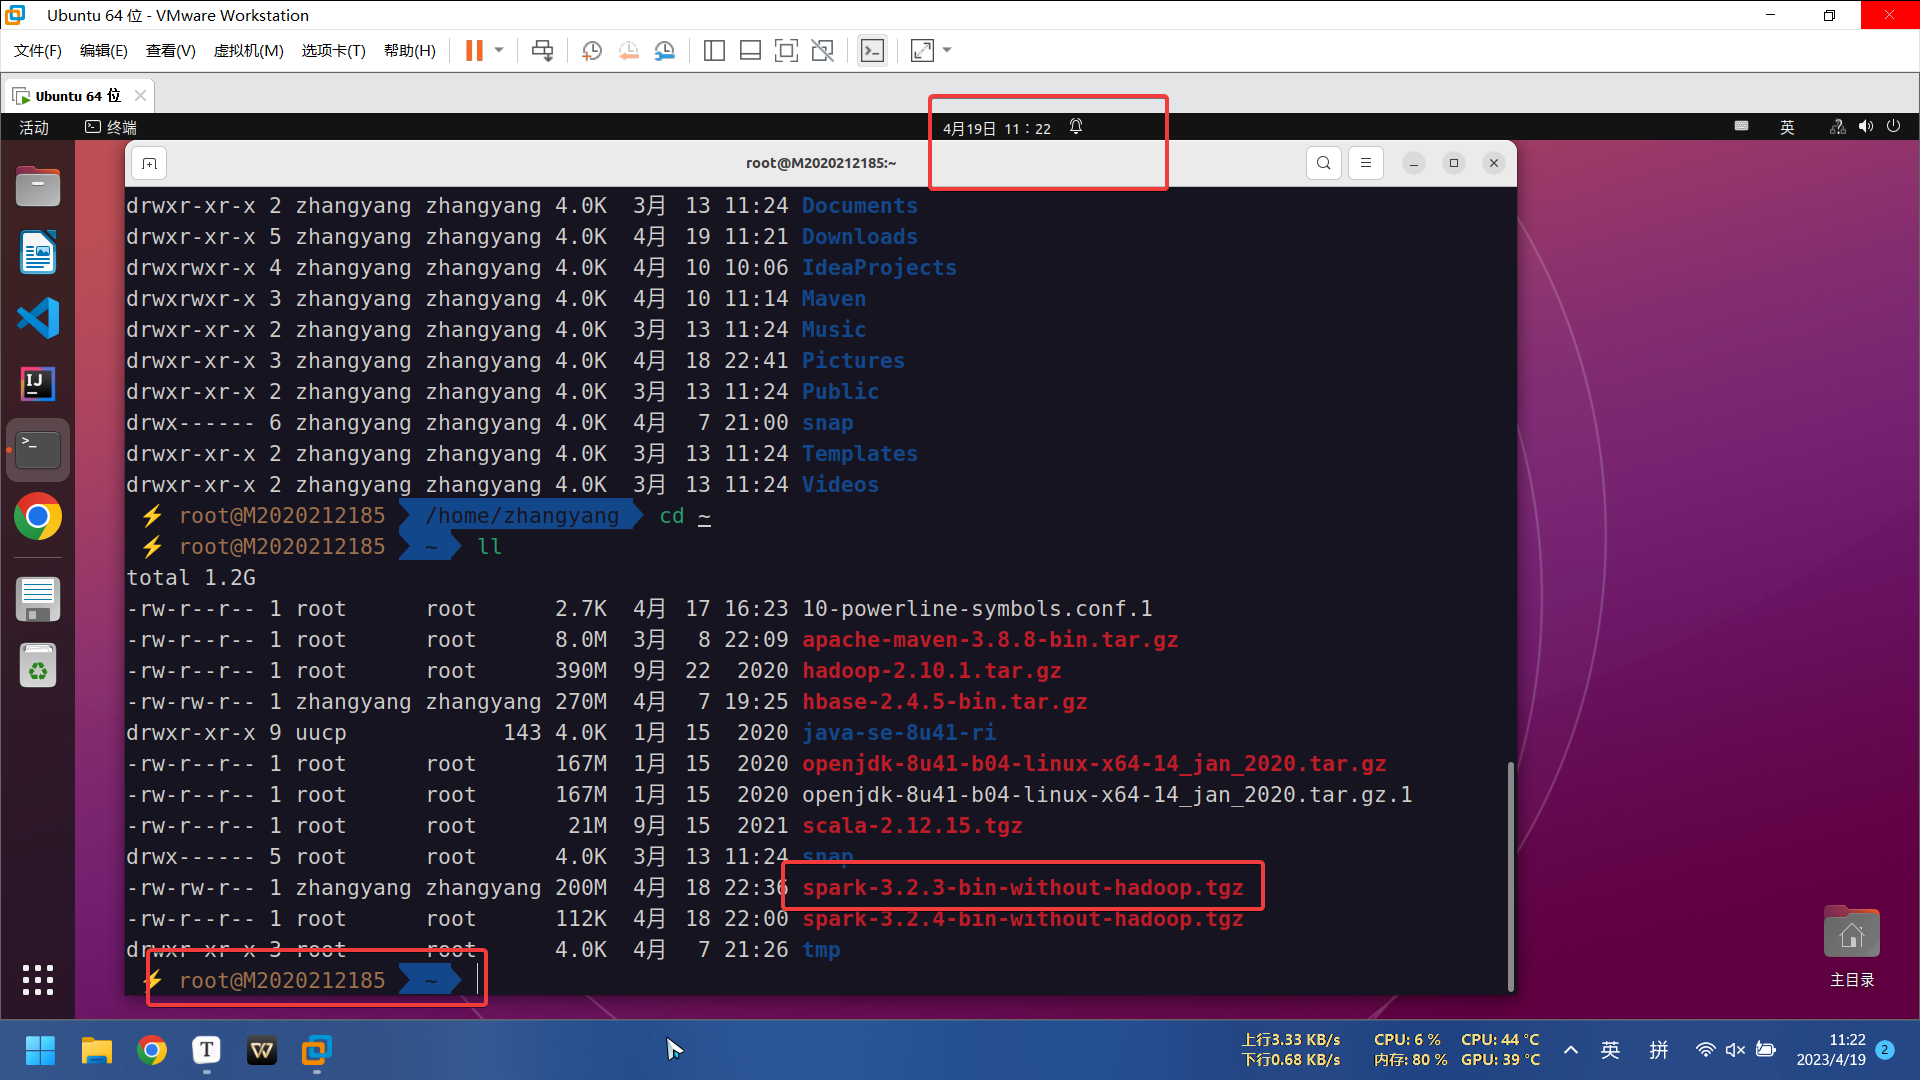 Ubuntu 64 位 - VMware Workstation
文件(F) 编辑(E) 查看(V) 虚拟机(M) 选项卡(T) 帮助(H)
Ubuntu 64 位
活动 终端 4月19日 11：22 英
root@M2020212185:~
drwxr-xr-x 2 zhangyang zhangyang 4.0K 3月 13 11:24 Documents
drwxr-xr-x 5 zhangyang zhangyang 4.0K 4月 19 11:21 Downloads
drwxrwxr-x 4 zhangyang zhangyang 4.0K 4月 10 10:06 IdeaProjects
drwxrwxr-x 3 zhangyang zhangyang 4.0K 4月 10 11:14 Maven
drwxr-xr-x 2 zhangyang zhangyang 4.0K 3月 13 11:24 Music
drwxr-xr-x 3 zhangyang zhangyang 4.0K 4月 18 22:41 Pictures
drwxr-xr-x 2 zhangyang zhangyang 4.0K 3月 13 11:24 Public
drwx------ 6 zhangyang zhangyang 4.0K 4月 7 21:00 snap
drwxr-xr-x 2 zhangyang zhangyang 4.0K 3月 13 11:24 Templates
drwxr-xr-x 2 zhangyang zhangyang 4.0K 3月 13 11:24 Videos
⚡ root@M2020212185 /home/zhangyang cd ~
⚡ root@M2020212185 ~ ll
total 1.2G
-rw-r--r-- 1 root root 2.7K 4月 17 16:23 10-powerline-symbols.conf.1
-rw-r--r-- 1 root root 8.0M 3月 8 22:09 apache-maven-3.8.8-bin.tar.gz
-rw-r--r-- 1 root root 390M 9月 22 2020 hadoop-2.10.1.tar.gz
-rw-rw-r-- 1 zhangyang zhangyang 270M 4月 7 19:25 hbase-2.4.5-bin.tar.gz
drwxr-xr-x 9 uucp 143 4.0K 1月 15 2020 java-se-8u41-ri
-rw-r--r-- 1 root root 167M 1月 15 2020 openjdk-8u41-b04-linux-x64-14_jan_2020.tar.gz
-rw-r--r-- 1 root root 167M 1月 15 2020 openjdk-8u41-b04-linux-x64-14_jan_2020.tar.gz.1
-rw-r--r-- 1 root root 21M 9月 15 2021 scala-2.12.15.tgz
drwx------ 5 root root 4.0K 3月 13 11:24 snap
-rw-rw-r-- 1 zhangyang zhangyang 200M 4月 18 22:36 spark-3.2.3-bin-without-hadoop.tgz
-rw-r--r-- 1 root root 112K 4月 18 22:00 spark-3.2.4-bin-without-hadoop.tgz
drwxr-xr-x 3 root root 4.0K 4月 7 21:26 tmp
⚡ root@M2020212185 ~
主目录
上行3.33 KB/s CPU: 6 % CPU: 44 °C
下行0.68 KB/s 内存: 80 % GPU: 39 °C
英 拼
11:22
2023/4/19 2